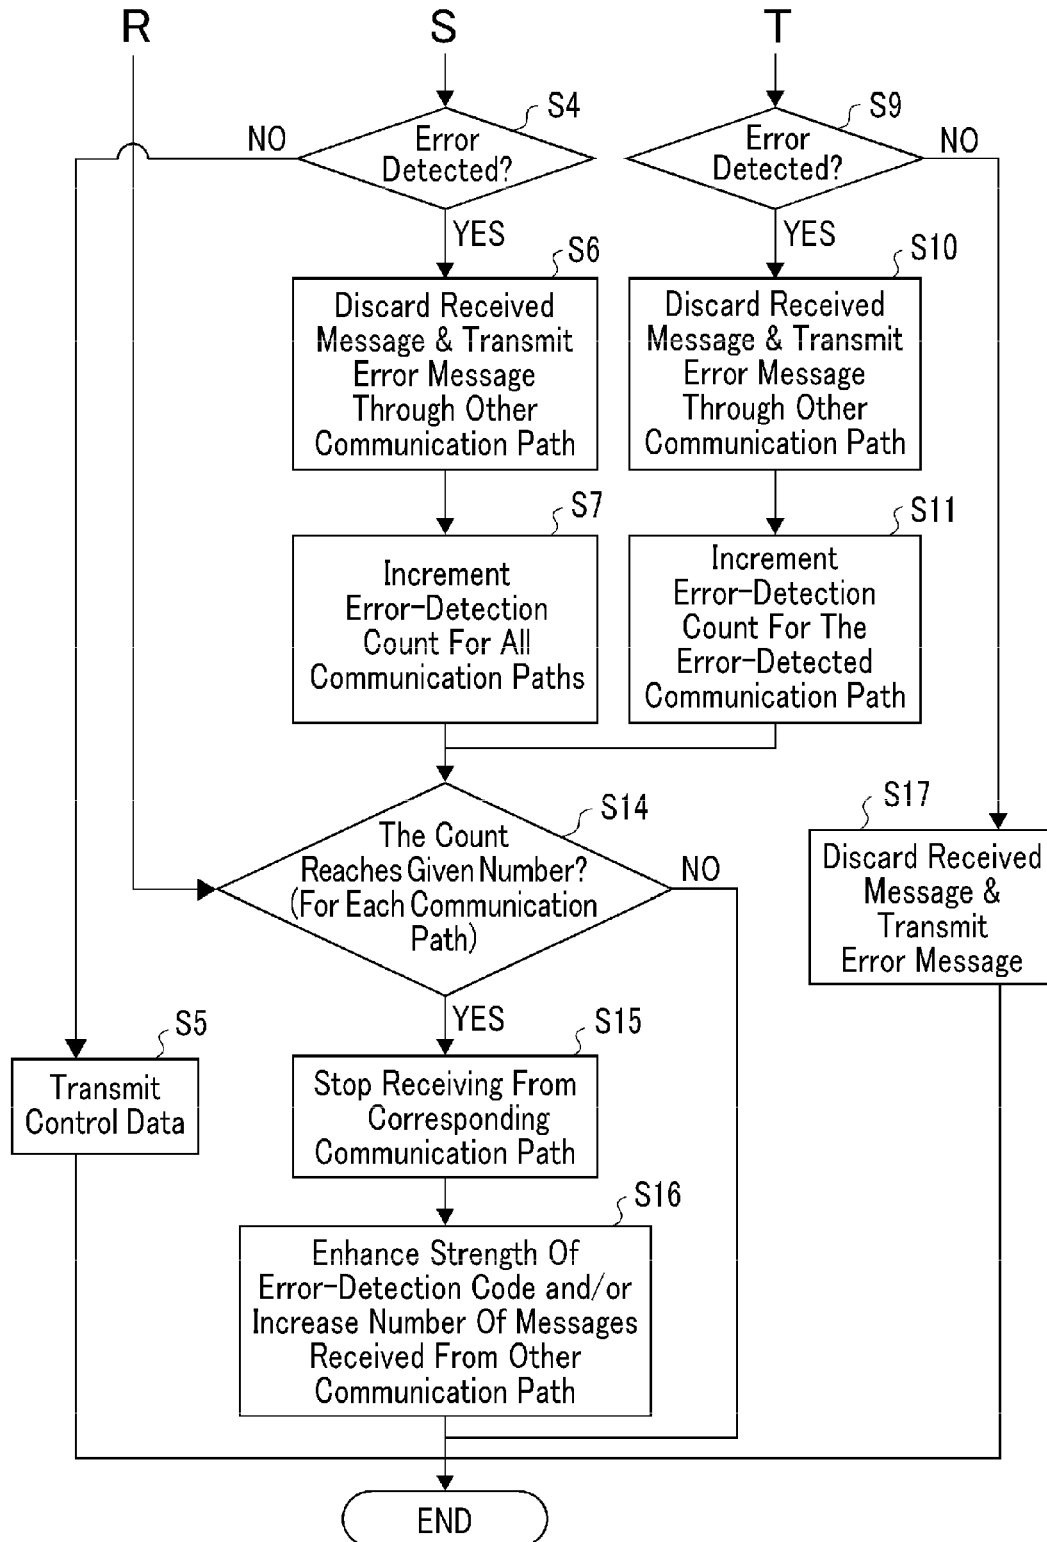 R
S
T
S4
Error
Detected?
NO
YES
S9
Error
Detected?
NO
YES
S6
Discard Received
Message & Transmit
Error Message
Through Other
Communication Path
S10
Discard Received
Message & Transmit
Error Message
Through Other
Communication Path
S7
Increment
Error-Detection
Count For All
Communication Paths
S11
Increment
Error-Detection
Count For The
Error-Detected
Communication Path
S14
The Count
Reaches Given Number?
(For Each Communication
Path)
NO
YES
S17
Discard Received
Message &
Transmit
Error Message
S5
Transmit
Control Data
S15
Stop Receiving From
Corresponding
Communication Path
S16
Enhance Strength Of
Error-Detection Code and/or
Increase Number Of Messages
Received From Other
Communication Path
END